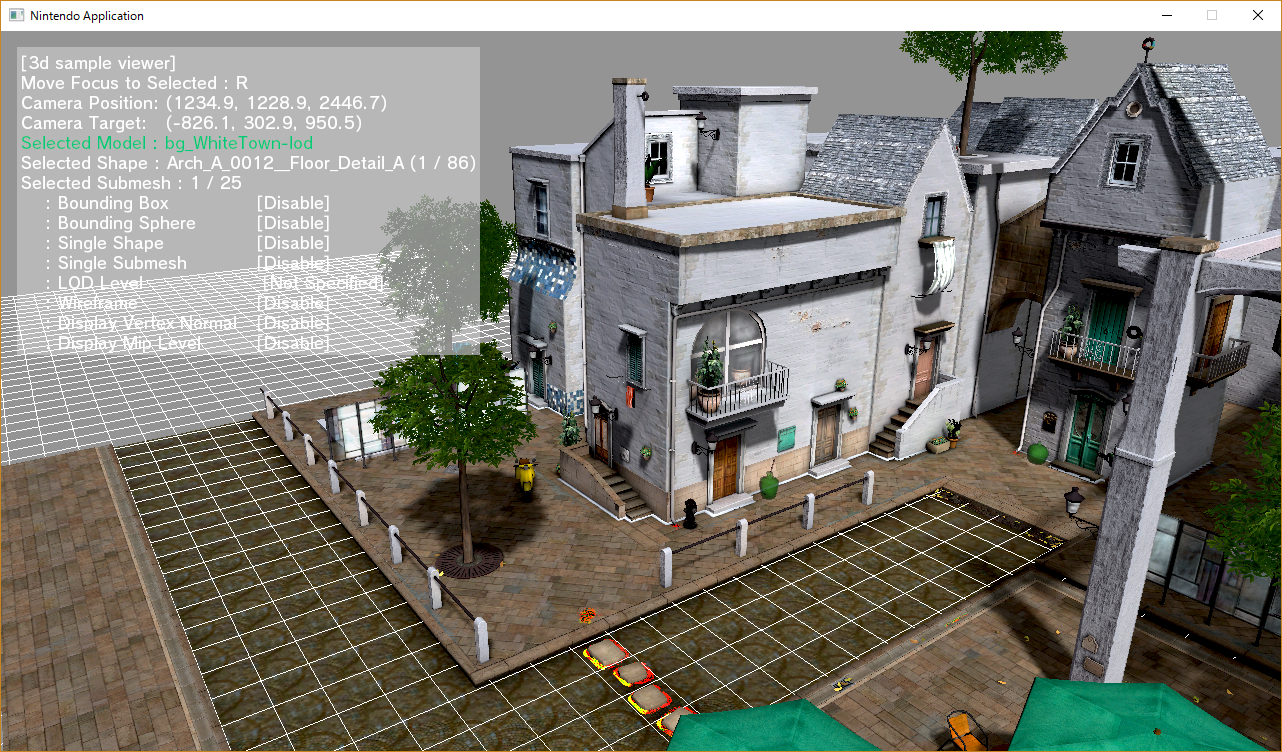 Nintendo Application
[3d sample viewer]
Move Focus to Selected : R
Camera Position: (1234.9, 1228.9, 2446.7)
Camera Target: (-826.1, 302.9, 950.5)
Selected Model : bg_WhiteTown-lod
Selected Shape : Arch_A_0012__Floor_Detail_A (1 / 86)
Selected Submesh : 1 / 25
: Bounding Box [Disable]
: Bounding Sphere [Disable]
: Single Shape [Disable]
: Single Submesh [Disable]
: LOD Level [Not Specified]
: Wireframe [Disable]
: Display Vertex Normal [Disable]
: Display Mip Level [Disable]